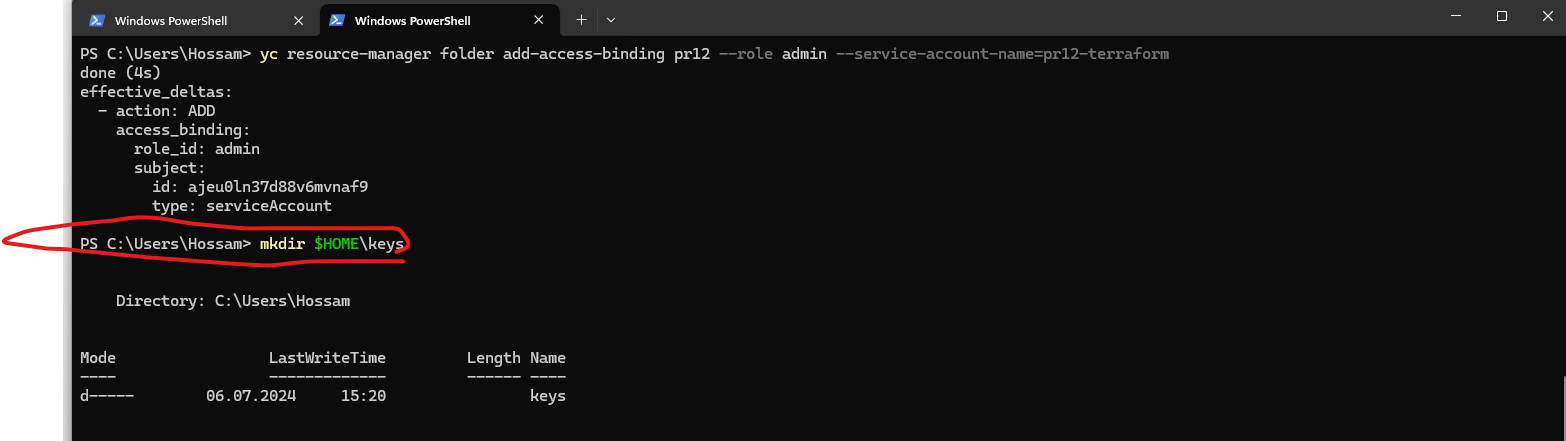 Windows PowerShell
Windows PowerShell
PS C:\Users\Hossam> yc resource-manager folder add-access-binding pr12 --role admin --service-account-name=pr12-terraform
done (4s)
effective_deltas:
  - action: ADD
    access_binding:
      role_id: admin
      subject:
        id: ajeu0ln37d88v6mvnaf9
        type: serviceAccount
PS C:\Users\Hossam> mkdir $HOME\keys
    Directory: C:\Users\Hossam
Mode                 LastWriteTime         Length Name
----                 -------------         ------ ----
d-----        06.07.2024     15:20                keys